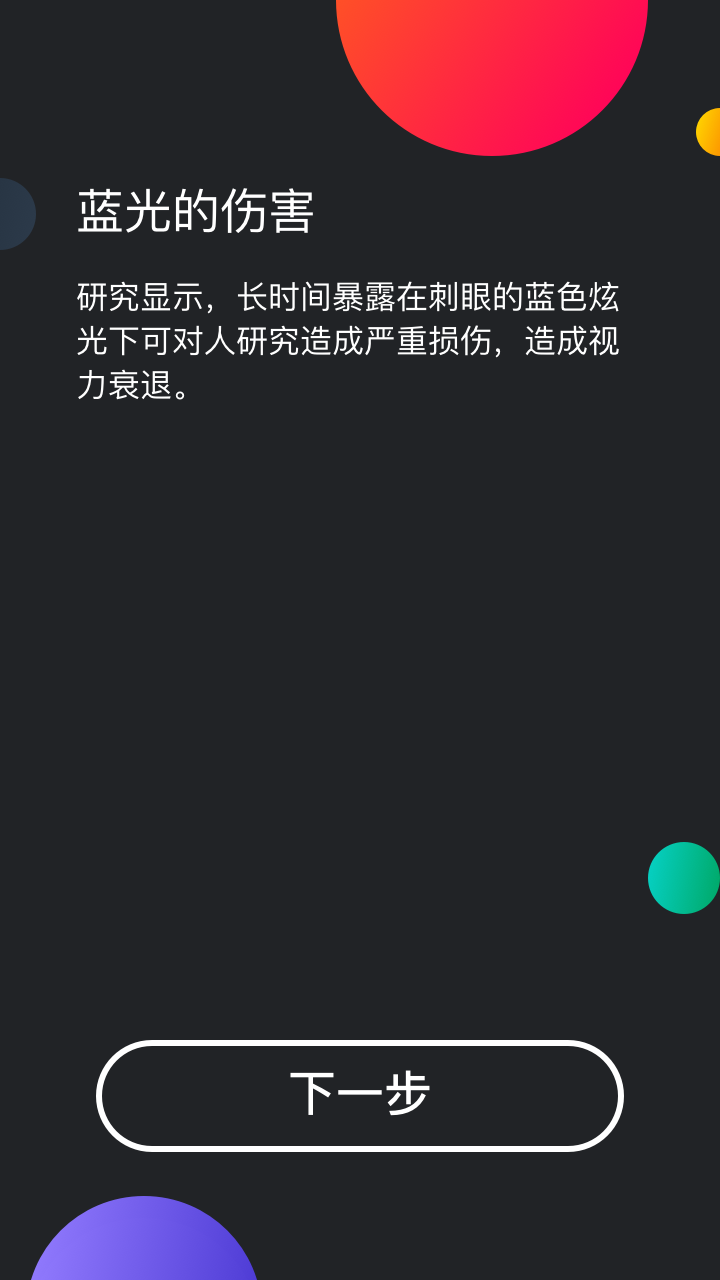 蓝光的伤害
研究显示，长时间暴露在刺眼的蓝色炫
光下可对人研究造成严重损伤，造成视
力衰退。
下一步